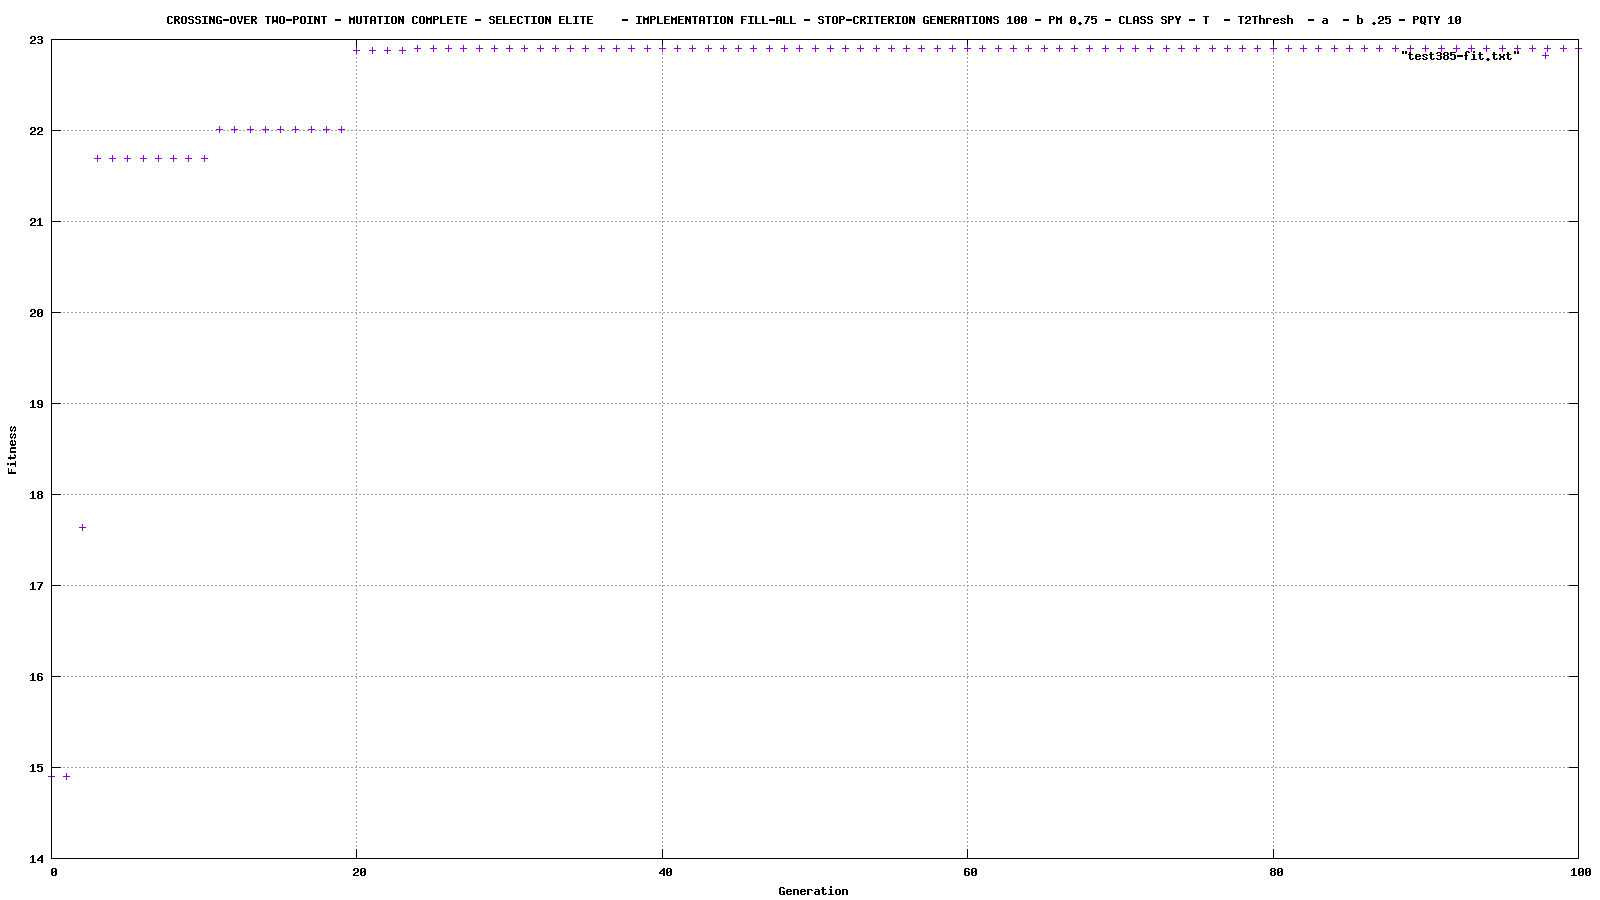 CROSSING-OVER TWO-POINT - MUTATION COMPLETE - SELECTION ELITE    - IMPLEMENTATION FILL-ALL - STOP-CRITERION GENERATIONS 100 - PM 0.75 - CLASS SPY - T  - T2Thresh  - a  - b .25 - PQTY 10
23
"test385-fit.txt"
22
21
20
19
Fitness
18
17
16
15
14
0 20 40 60 80 100
Generation